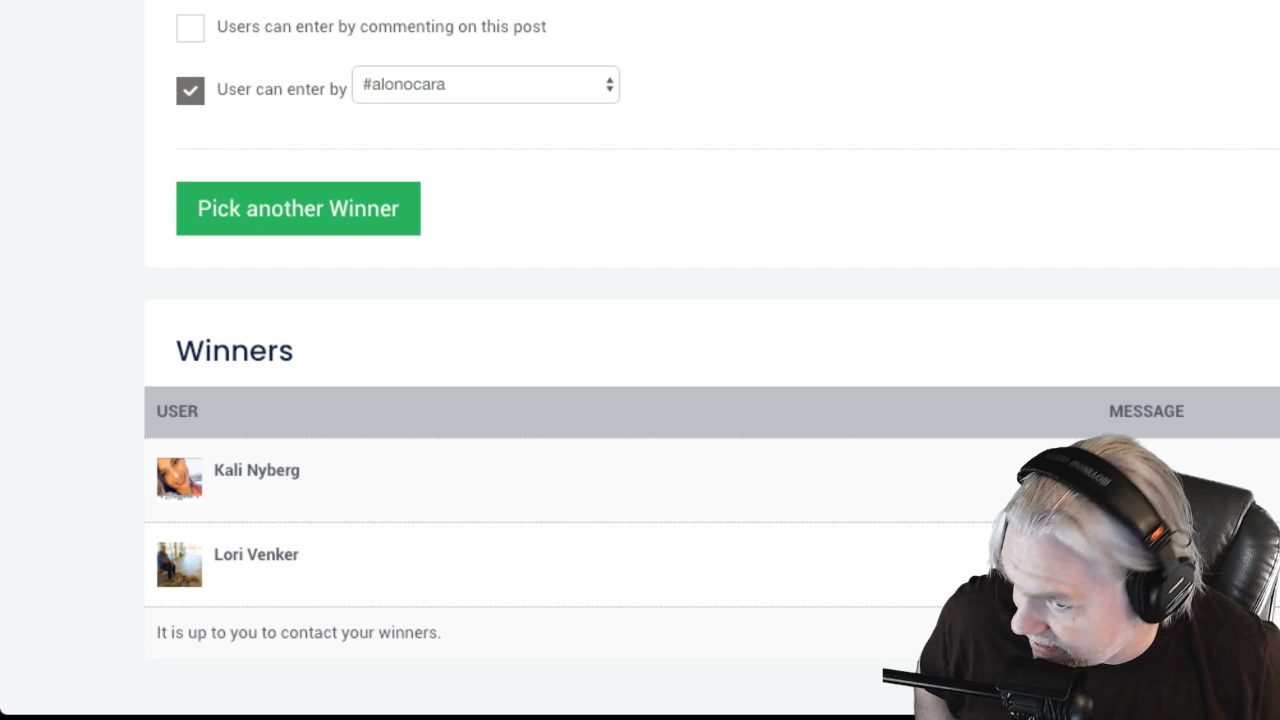 Users can enter by commenting on this post
User can enter by #alonocara
Pick another Winner
Winners
USER MESSAGE
Kali Nyberg
Lori Venker
It is up to you to contact your winners.